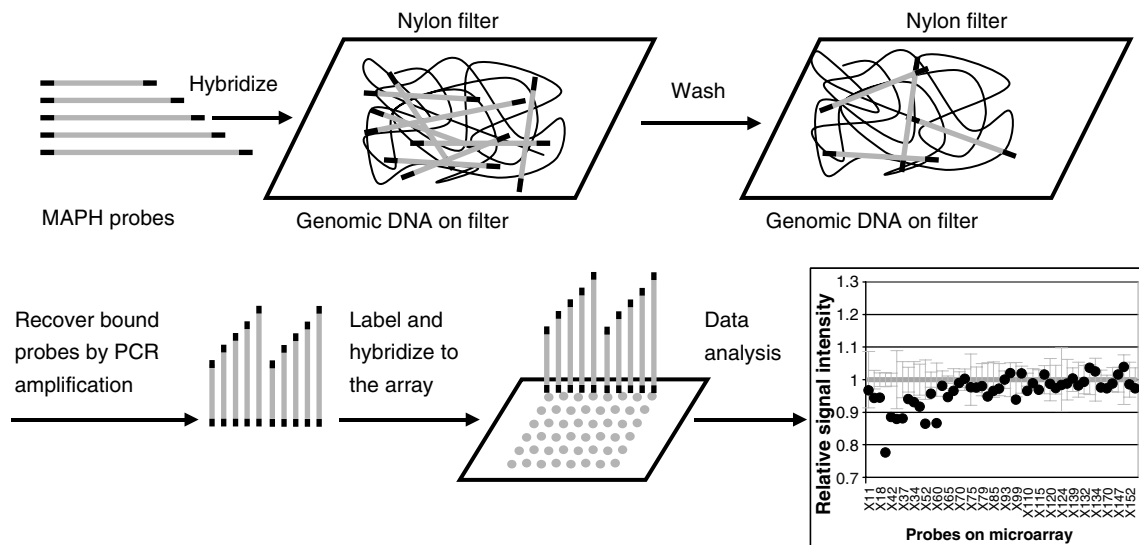 Nylon filter
Nylon filter
Hybridize
Wash
MAPH probes
Genomic DNA on filter
Genomic DNA on filter
Recover bound
probes by PCR
amplification
Label and
hybridize to
the array
Data
analysis
Relative signal intensity
1.3
1.2
1.1
1
0.9
0.8
0.7
X11
X18
X42
X37
X34
X52
X60
X65
X70
X75
X79
X85
X93
X99
X110
X115
X120
X124
X139
X132
X134
X170
X147
X152
Probes on microarray